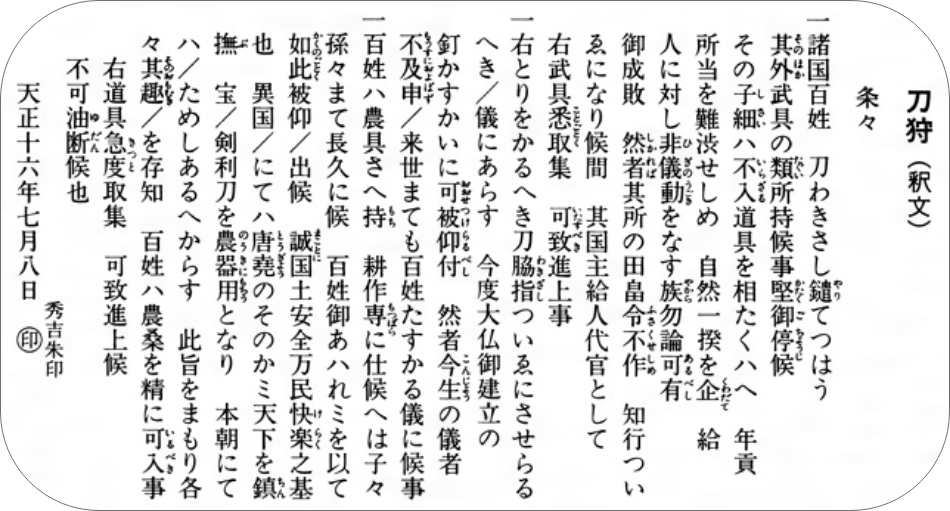 刀狩（釈文）
条々
一諸国百姓　刀わきさし鑓てつはう
其外武具の類所持候事堅御停候
その子細ハ不入道具を相たくハへ　年貢
所当を難渋せしめ　自然一揆を企　給
人に対し非儀動をなす族勿論可有
御成敗　然者其所の田畠令不作　知行つい
ゑになり候間　其国主給人代官として
右武具悉取集　可致進上事
一右とりをかるへき刀脇指ついゑにさせらる
へき／儀にあらす　今度大仏御建立の
釘かすかいに可被仰付　然者今生の儀者
不及申／来世まても百姓たすかる儀に候事
一百姓ハ農具さへ持　耕作専に仕候へは子々
孫々まて長久に候　百姓御あハれミを以て
如此被仰／出候　誠国土安全万民快楽之基
也　異国／にてハ唐堯のそのかミ天下を鎮
撫　宝／剣利刀を農器用となり　本朝にて
ハ／ためしあるへからす　此旨をまもり各
々其趣／を存知　百姓ハ農桑を精に可入事
右道具急度取集　可致進上候
不可油断候也
天正十六年七月八日
秀吉朱印
印